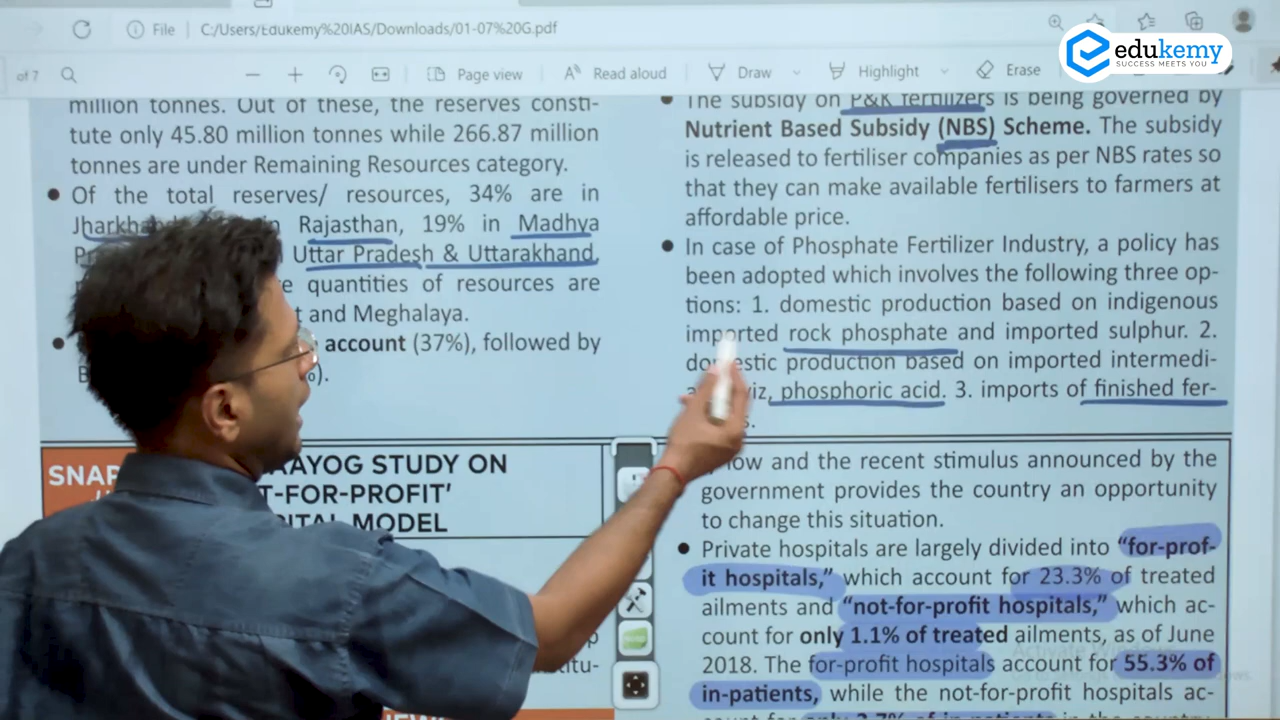 File C:/Users/Edukemy%20IAS/Downloads/01-07%20G.pdf
edukemy
SUCCESS MEETS YOU
of 7
Page view
Read aloud
Draw
Highlight
Erase
million tonnes. Out of these, the reserves consti-
tute only 45.80 million tonnes while 266.87 million
tonnes are under Remaining Resources category.
• Of the total reserves/ resources, 34% are in
Rajasthan, 19% in Madhya
Uttar Pradesh & Uttarakhand
quantities of resources are
and Meghalaya.
account (37%), followed by
AAYOG STUDY ON
T-FOR-PROFIT'
MODEL
• The subsidy on P&K fertilizers is being governed by
Nutrient Based Subsidy (NBS) Scheme. The subsidy
is released to fertiliser companies as per NBS rates so
that they can make available fertilisers to farmers at
affordable price.
• In case of Phosphate Fertilizer Industry, a policy has
been adopted which involves the following three op-
tions: 1. domestic production based on indigenous
imported rock phosphate and imported sulphur. 2.
domestic production based on imported intermedi-
viz, phosphoric acid. 3. imports of finished fer-
now and the recent stimulus announced by the
government provides the country an opportunity
to change this situation.
• Private hospitals are largely divided into “for-prof-
it hospitals,” which account for 23.3% of treated
ailments and “not-for-profit hospitals,” which ac-
count for only 1.1% of treated ailments, as of June
2018. The for-profit hospitals account for 55.3% of
in-patients, while the not-for-profit hospitals ac-